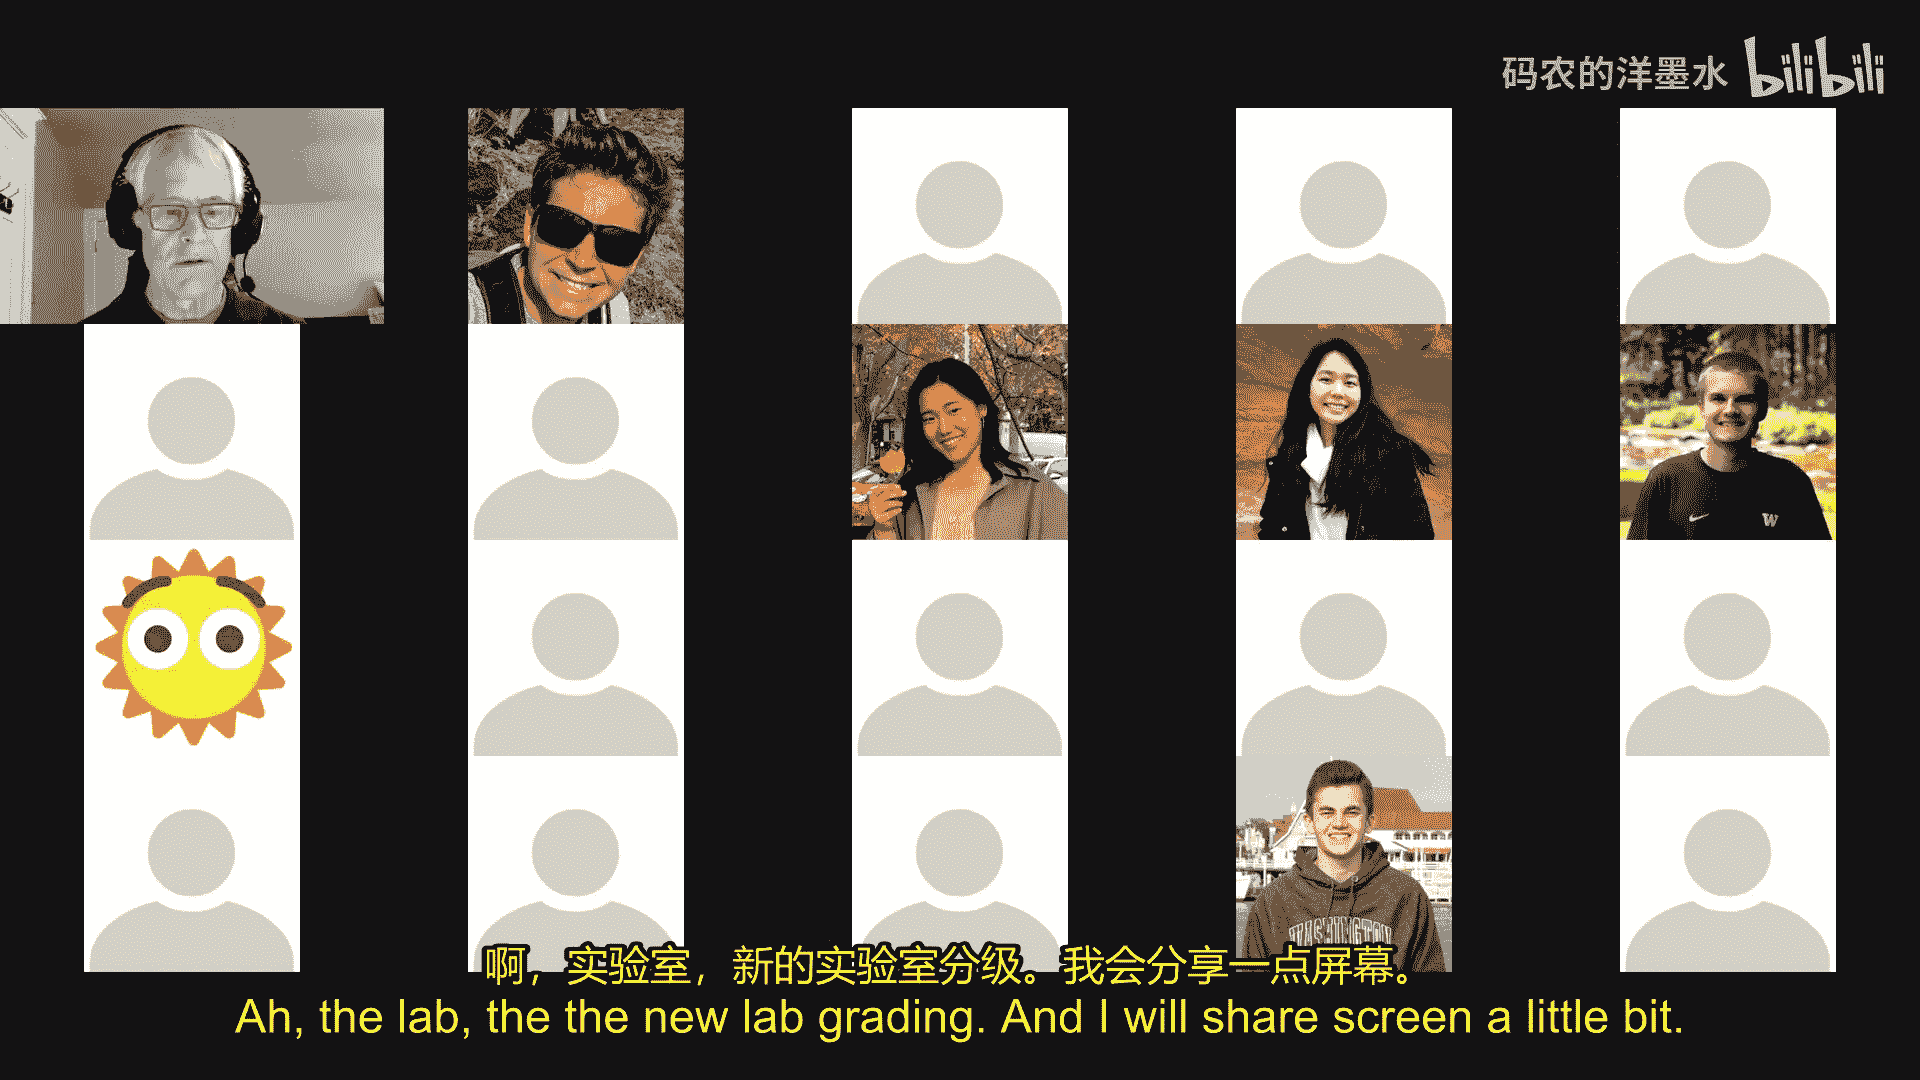 码农的洋墨水 bilibili
W
WASHINGTON
啊，实验室，新的实验室分级。我会分享一点屏幕。
Ah, the lab, the the new lab grading. And I will share screen a little bit.